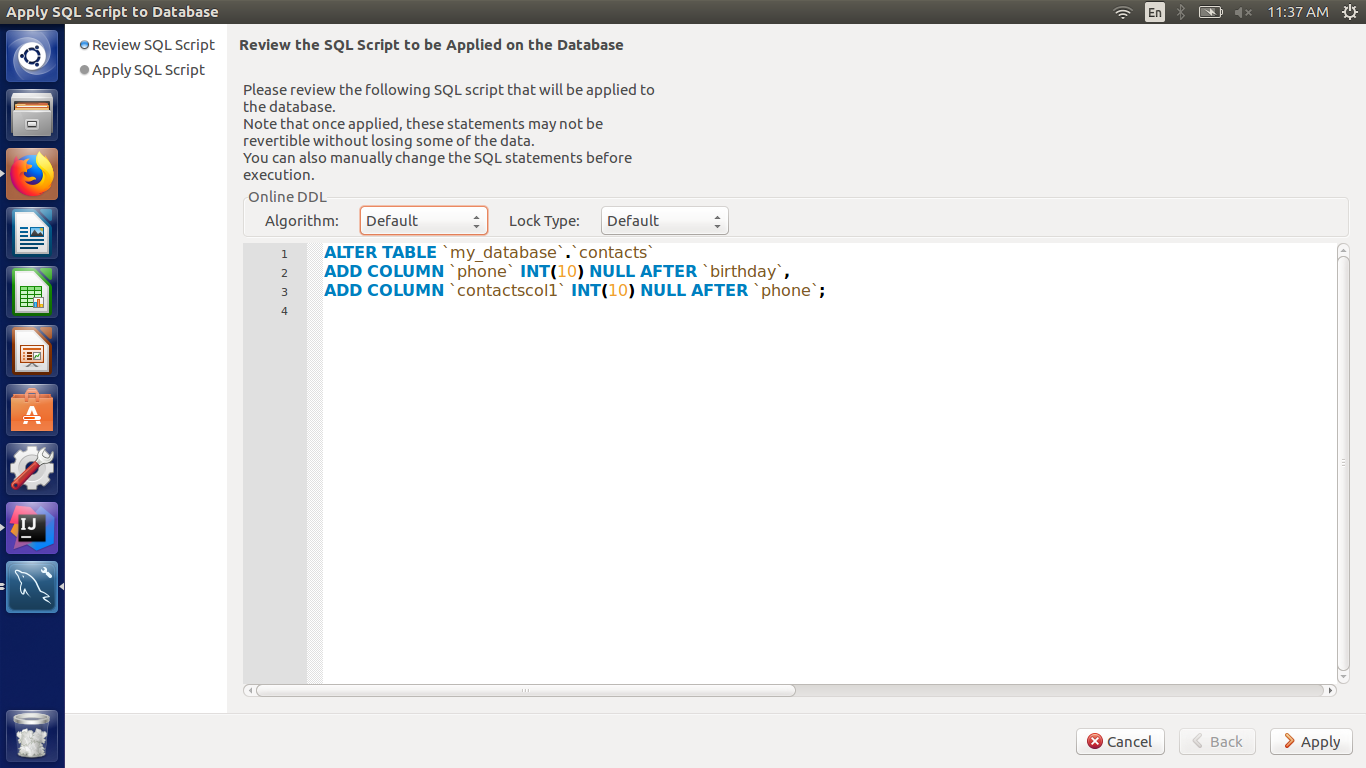 Apply SQL Script to Database
En
11:37 AM
Review SQL Script
Apply SQL Script
Review the SQL Script to be Applied on the Database
Please review the following SQL script that will be applied to
the database.
Note that once applied, these statements may not be
revertible without losing some of the data.
You can also manually change the SQL statements before
execution.
Online DDL
Algorithm: Default Lock Type: Default
1 ALTER TABLE `my_database`.`contacts`
2 ADD COLUMN `phone` INT(10) NULL AFTER `birthday`,
3 ADD COLUMN `contactscol1` INT(10) NULL AFTER `phone`;
4
IJ
Cancel Back Apply